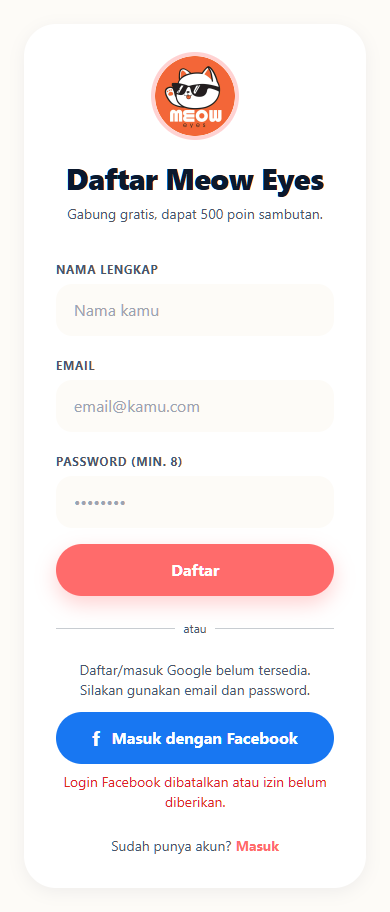 MEOW
eyes
Daftar Meow Eyes
Gabung gratis, dapat 500 poin sambutan.
NAMA LENGKAP
Nama kamu
EMAIL
email@kamu.com
PASSWORD (MIN. 8)
••••••••
Daftar
atau
Daftar/masuk Google belum tersedia.
Silakan gunakan email dan password.
f Masuk dengan Facebook
Login Facebook dibatalkan atau izin belum
diberikan.
Sudah punya akun? Masuk